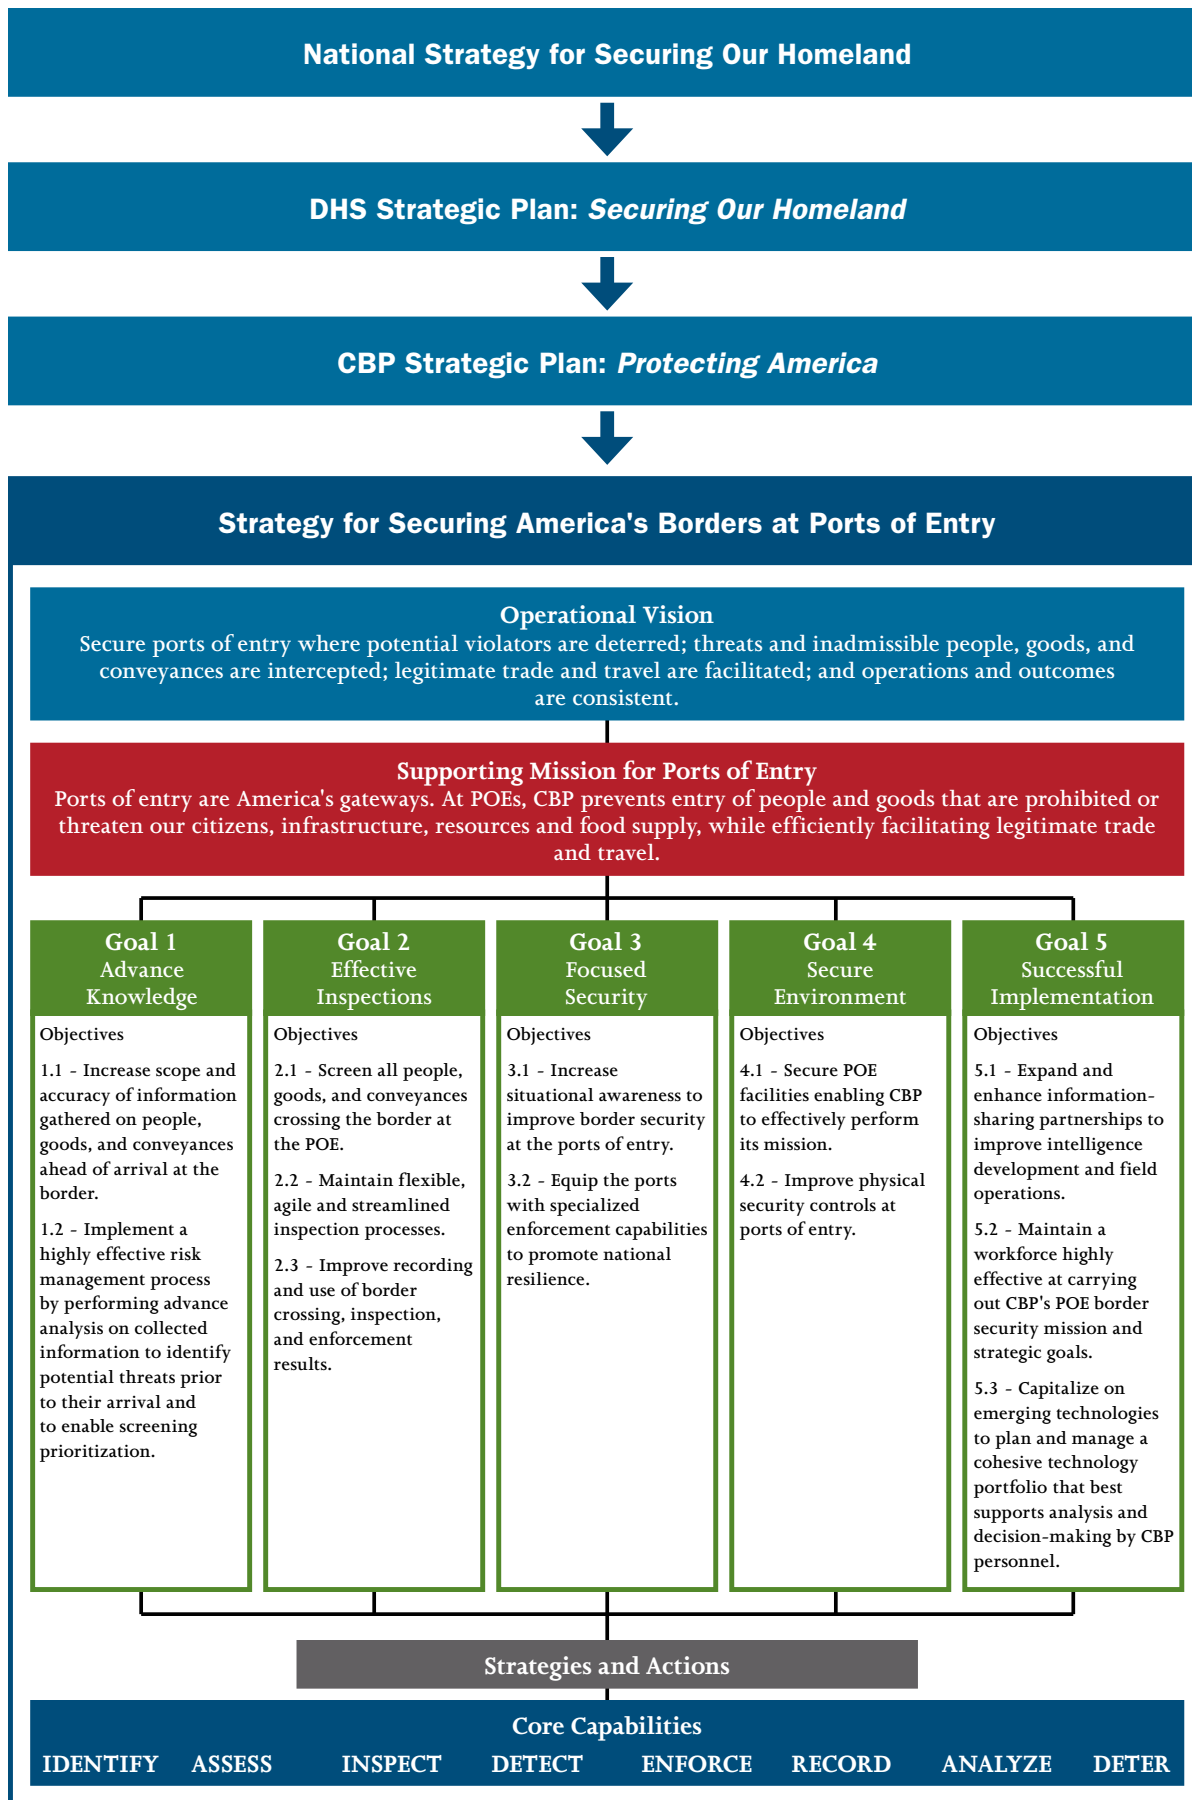 National Strategy for Securing Our Homeland
DHS Strategic Plan: Securing Our Homeland
CBP Strategic Plan: Protecting America
Strategy for Securing America's Borders at Ports of Entry
Operational Vision
Secure ports of entry where potential violators are deterred; threats and inadmissible people, goods, and
conveyances are intercepted; legitimate trade and travel are facilitated; and operations and outcomes
are consistent.
Supporting Mission for Ports of Entry
Ports of entry are America's gateways. At POEs, CBP prevents entry of people and goods that are prohibited or
threaten our citizens, infrastructure, resources and food supply, while efficiently facilitating legitimate trade
and travel.
Goal 1
Advance
Knowledge
Objectives
1.1 - Increase scope and
accuracy of information
gathered on people,
goods, and conveyances
ahead of arrival at the
border.
1.2 - Implement a
highly effective risk
management process
by performing advance
analysis on collected
information to identify
potential threats prior
to their arrival and
to enable screening
prioritization.
Goal 2
Effective
Inspections
Objectives
2.1 - Screen all people,
goods, and conveyances
crossing the border at
the POE.
2.2 - Maintain flexible,
agile and streamlined
inspection processes.
2.3 - Improve recording
and use of border
crossing, inspection,
and enforcement
results.
Goal 3
Focused
Security
Objectives
3.1 - Increase
situational awareness to
improve border security
at the ports of entry.
3.2 - Equip the ports
with specialized
enforcement capabilities
to promote national
resilience.
Goal 4
Secure
Environment
Objectives
4.1 - Secure POE
facilities enabling CBP
to effectively perform
its mission.
4.2 - Improve physical
security controls at
ports of entry.
Goal 5
Successful
Implementation
Objectives
5.1 - Expand and
enhance information-
sharing partnerships to
improve intelligence
development and field
operations.
5.2 - Maintain a
workforce highly
effective at carrying
out CBP's POE border
security mission and
strategic goals.
5.3 - Capitalize on
emerging technologies
to plan and manage a
cohesive technology
portfolio that best
supports analysis and
decision-making by CBP
personnel.
Strategies and Actions
Core Capabilities
IDENTIFY ASSESS INSPECT DETECT ENFORCE RECORD ANALYZE DETER